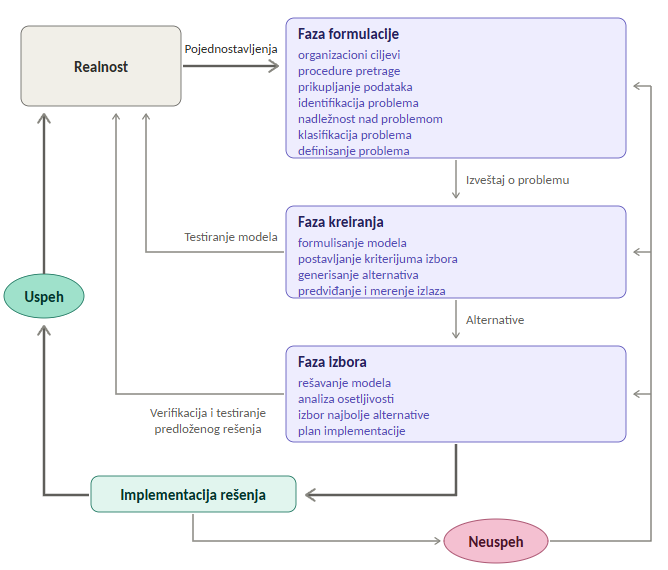 Realnost
Pojednostavljenja
Faza formulacije
organizacioni ciljevi
procedure pretrage
prikupljanje podataka
identifikacija problema
nadležnost nad problomom
klasifikacija problema
definisanje problema
Izveštaj o problemu
Faza kreiranja
formulisanje modela
postavljanje kriterijuma izbora
generisanje alternativa
predviđanje i merenje izlaza
Testiranje modela
Uspeh
Alternative
Faza izbora
rešavanje modela
analiza osetljivosti
izbor najbolje alternative
plan implementacije
Verifikacija i testiranje
predloženog rešenja
Implementacija rešenja
Neuspeh